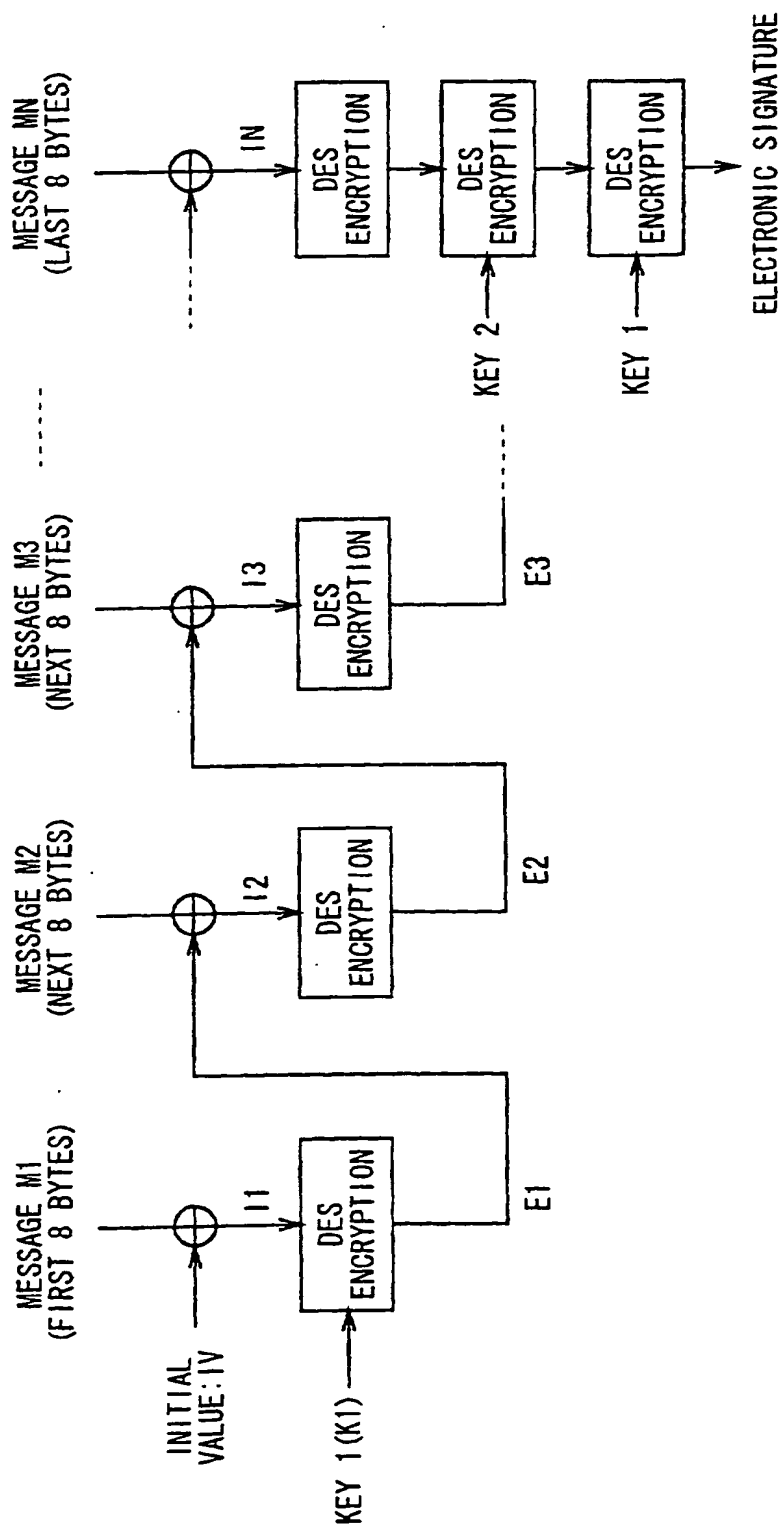 MESSAGE M1
(FIRST 8 BYTES)
MESSAGE M2
(NEXT 8 BYTES)
MESSAGE M3
(NEXT 8 BYTES)
MESSAGE MN
(LAST 8 BYTES)
INITIAL
VALUE:IV
I1
I2
I3
IN
KEY 1(K1)
DES
ENCRYPTION
DES
ENCRYPTION
DES
ENCRYPTION
DES
ENCRYPTION
E1
E2
E3
KEY 2
DES
ENCRYPTION
KEY 1
DES
ENCRYPTION
ELECTRONIC SIGNATURE